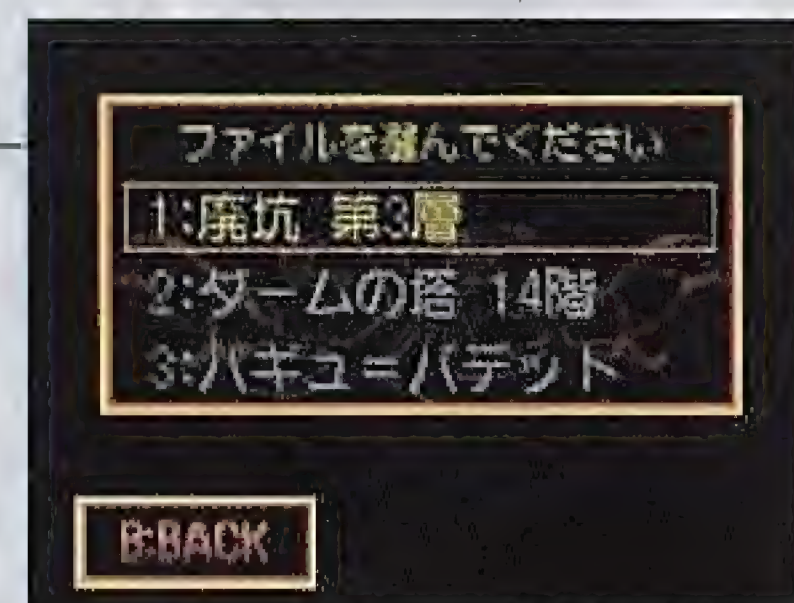 ファイルを選んでください
1:廃坑 第3層
2:ダームの塔 14階
3:バギュ=バデット
B:BACK